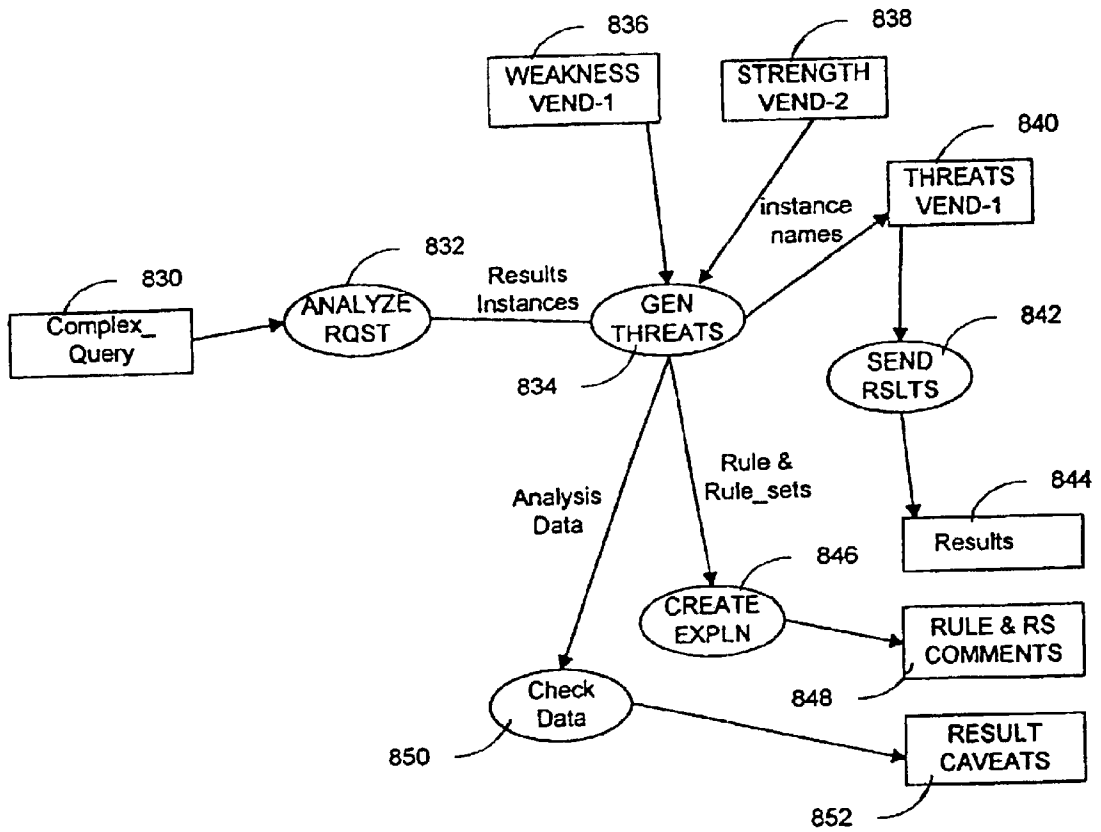 836
838
WEAKNESS
VEND-1
STRENGTH
VEND-2
840
THREATS
VEND-1
instance
names
832
830
Results
Instances
ANALYZE
RQST
GEN
THREATS
Complex_
Query
842
834
SEND
RSLTS
Rule &
Rule_sets
Analysis
Data
844
Results
846
CREATE
EXPLN
RULE & RS
COMMENTS
848
Check
Data
850
RESULT
CAVEATS
852